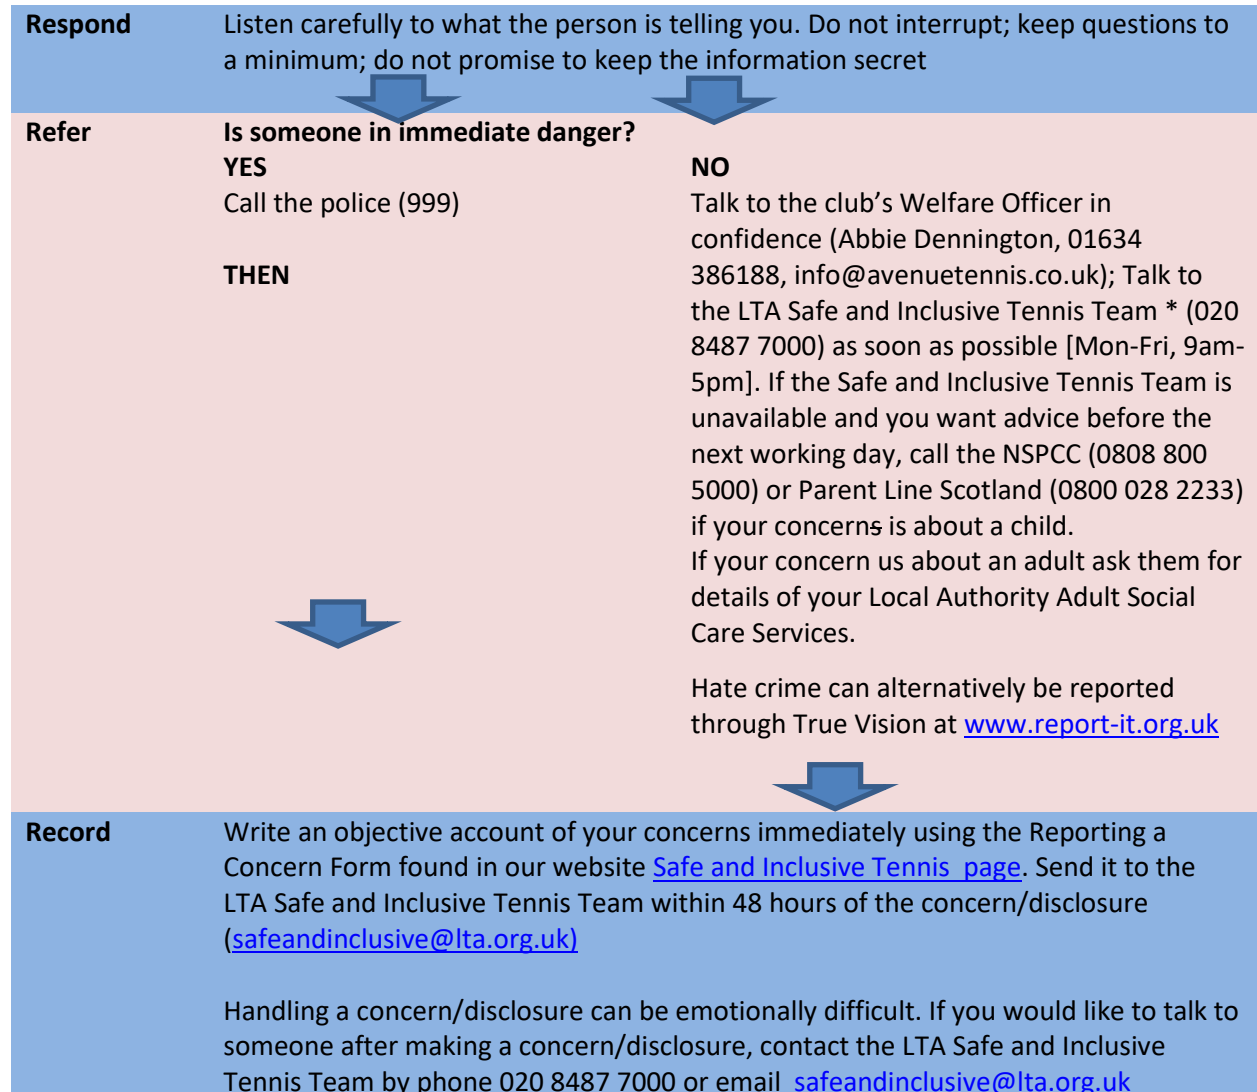 Respond
Listen carefully to what the person is telling you. Do not interrupt; keep questions to
a minimum; do not promise to keep the information secret
Refer
Is someone in immediate danger?
YES
Call the police (999)
THEN
NO
Talk to the club's Welfare Officer in
confidence (Abbie Dennington, 01634
386188, info@avenuetennis.co.uk); Talk to
the LTA Safe and Inclusive Tennis Team * (020
8487 7000) as soon as possible [Mon-Fri, 9am-
5pm]. If the Safe and Inclusive Tennis Team is
unavailable and you want advice before the
next working day, call the NSPCC (0808 800
5000) or Parent Line Scotland (0800 028 2233)
if your concerns is about a child.
If your concern us about an adult ask them for
details of your Local Authority Adult Social
Care Services.
Hate crime can alternatively be reported
through True Vision at www.report-it.org.uk
Record
Write an objective account of your concerns immediately using the Reporting a
Concern Form found in our website Safe and Inclusive Tennis  page. Send it to the
LTA Safe and Inclusive Tennis Team within 48 hours of the concern/disclosure
(safeandinclusive@lta.org.uk)
Handling a concern/disclosure can be emotionally difficult. If you would like to talk to
someone after making a concern/disclosure, contact the LTA Safe and Inclusive
Tennis Team by phone 020 8487 7000 or email  safeandinclusive@lta.org.uk